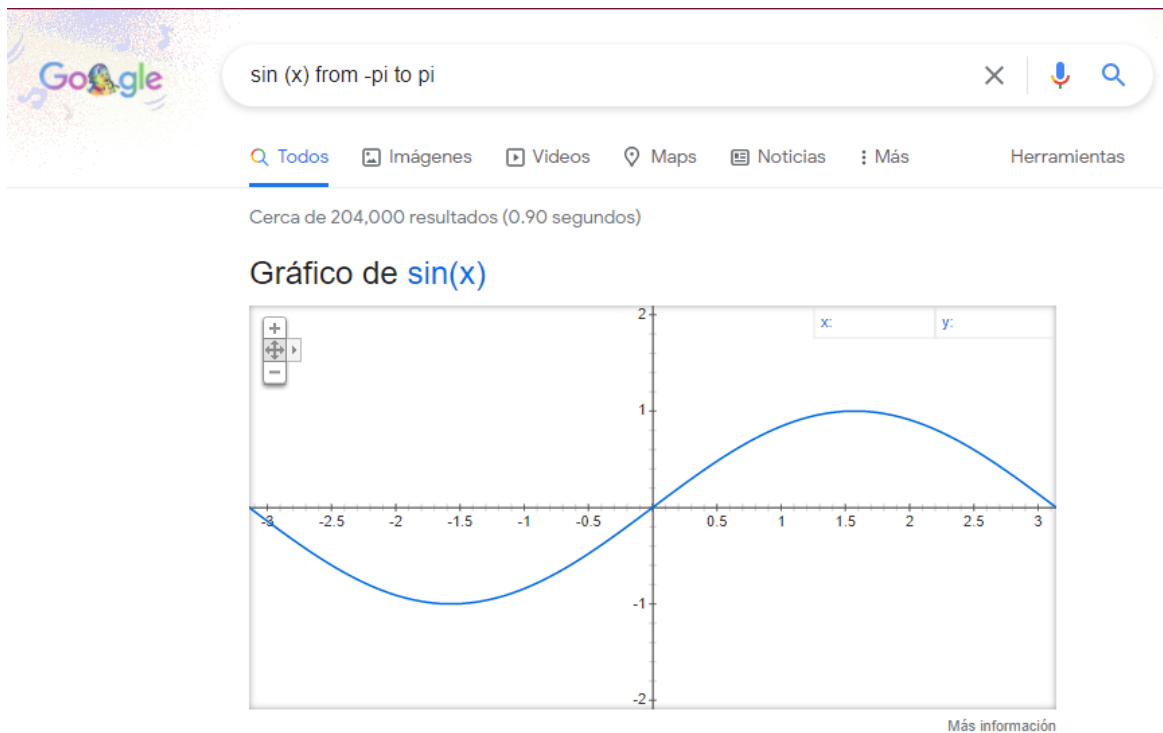 Google
sin (x) from -pi to pi
Todos Imágenes Videos Maps Noticias Más Herramientas
Cerca de 204,000 resultados (0.90 segundos)
Gráfico de sin(x)
+
−
x: y:
2
1
-3 -2.5 -2 -1.5 -1 -0.5 0.5 1 1.5 2 2.5 3
-1
-2
Más información